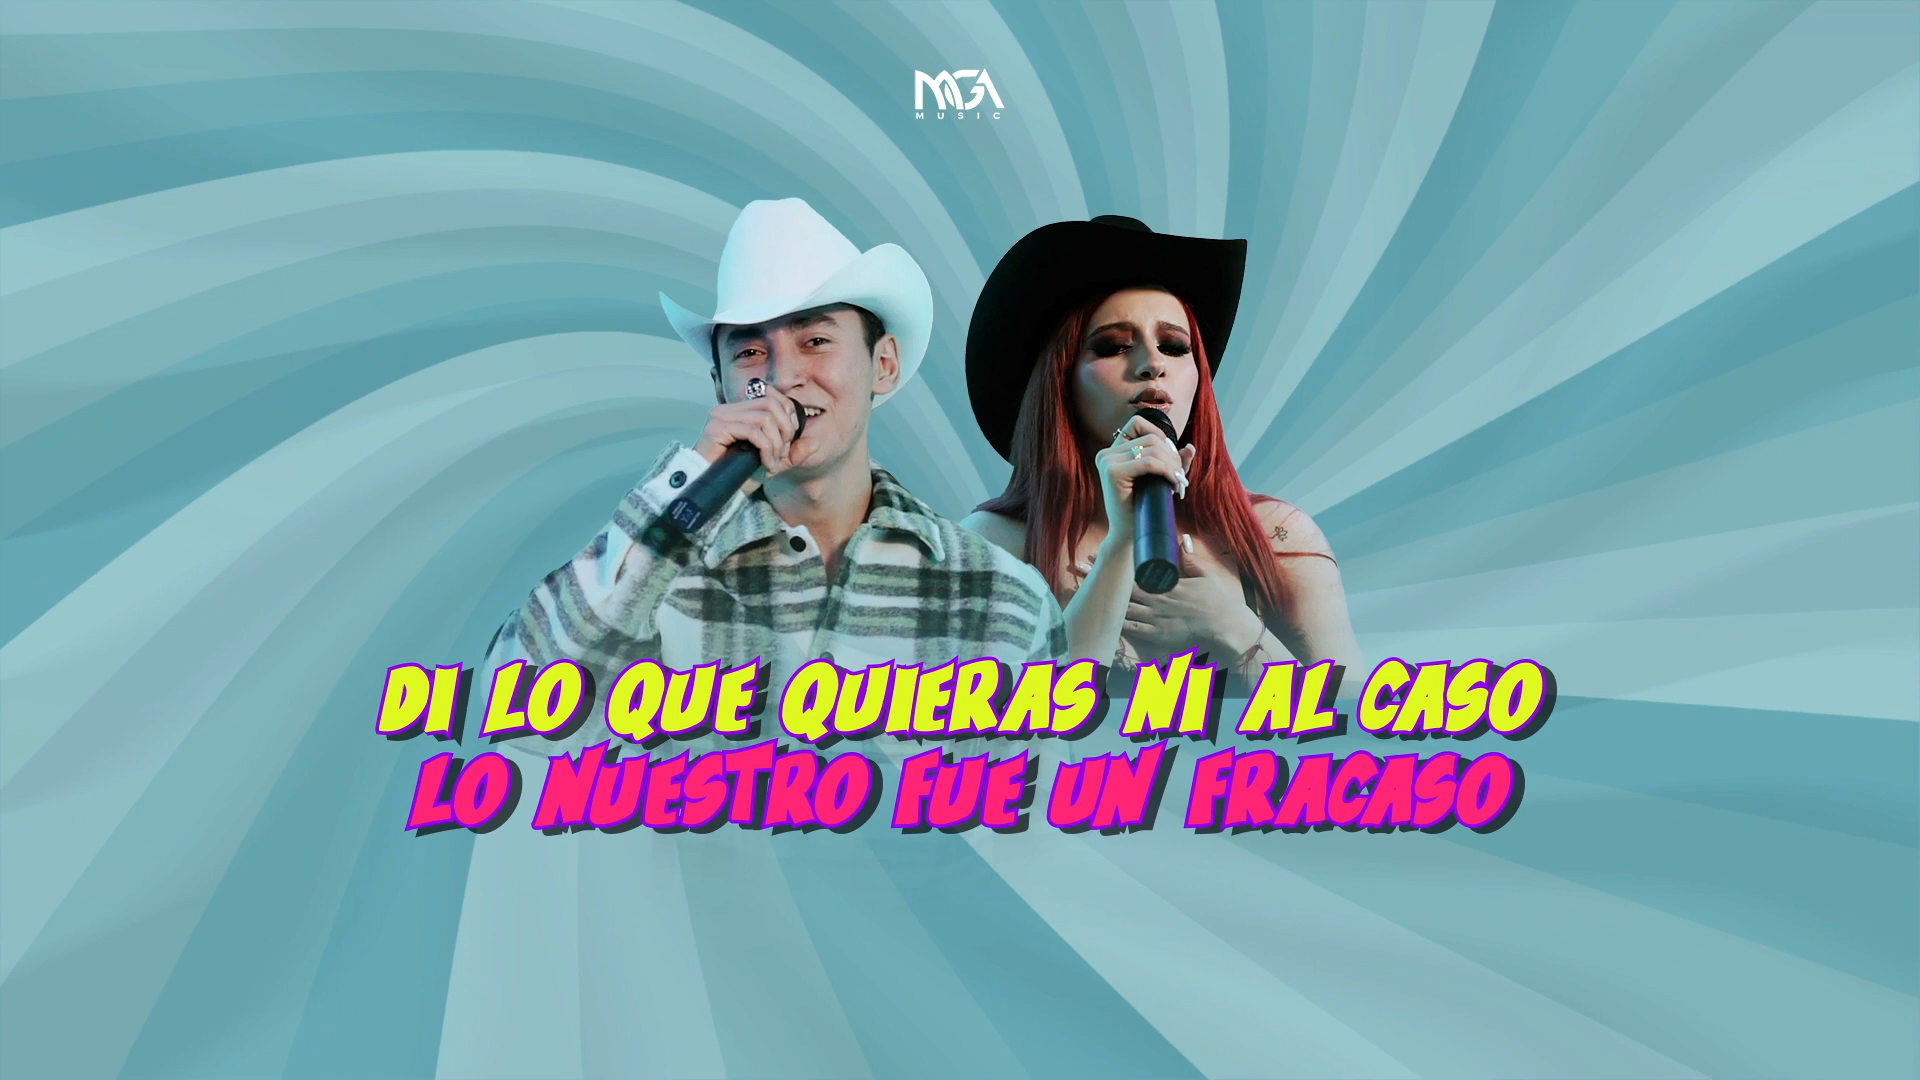 MGA
MUSIC
DI LO QUE QUIERAS NI AL CASO
LO NUESTRO FUE UN FRACASO